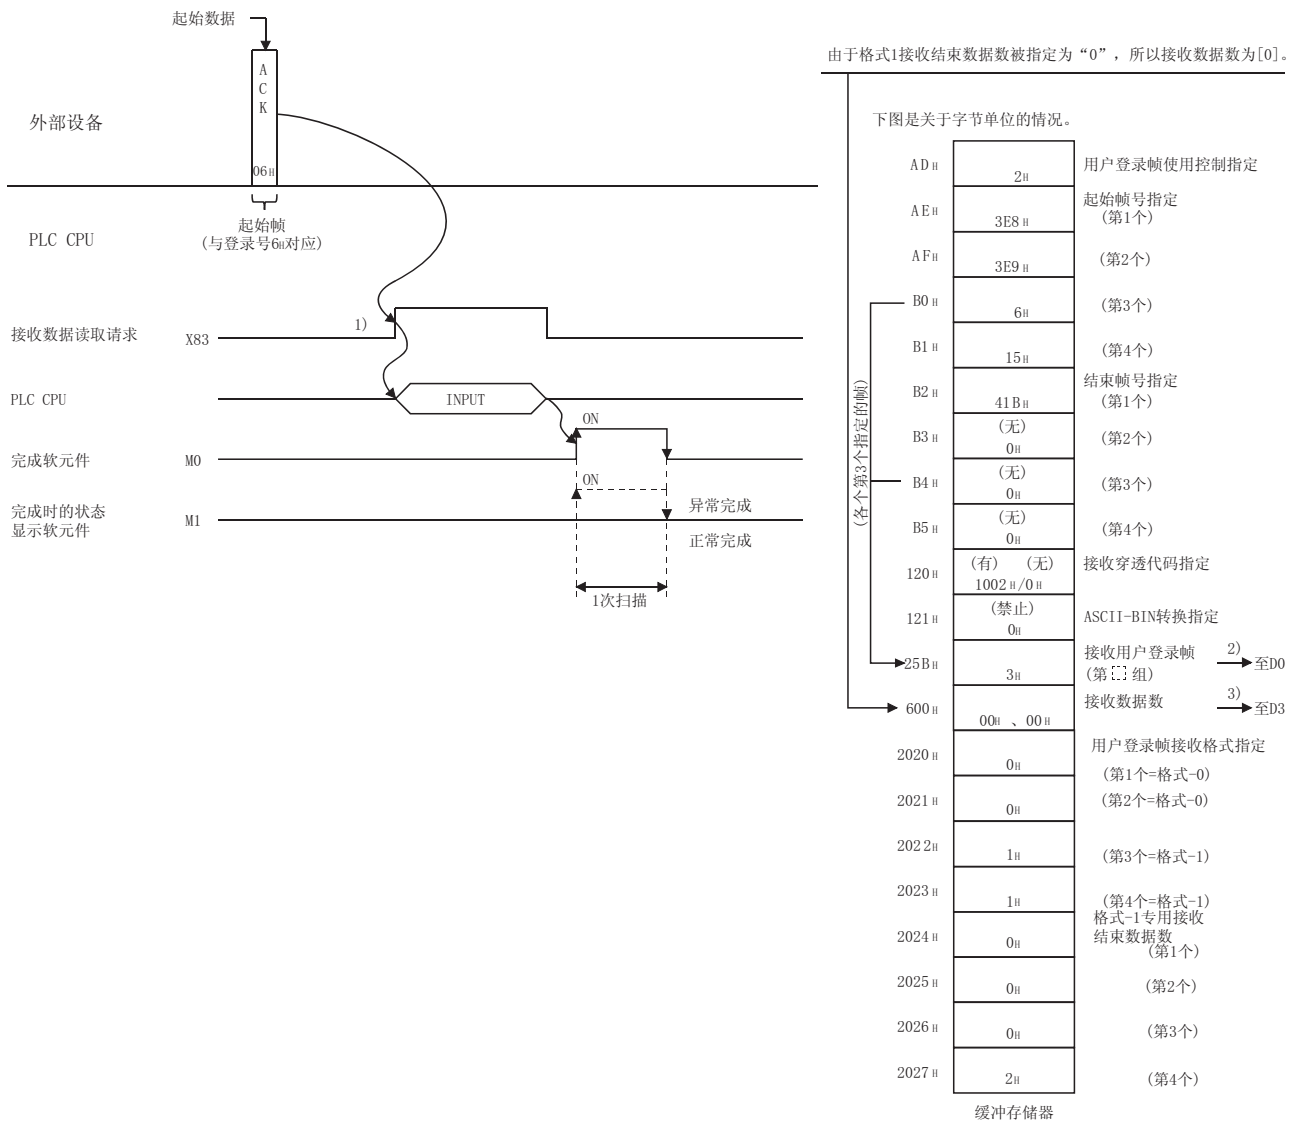 起始数据
A
C
K
外部设备
06H
起始帧
(与登录号6H对应)
PLC CPU
1)
接收数据读取请求
X83
PLC CPU
INPUT
ON
完成软元件
M0
ON
完成时的状态
显示软元件
M1
异常完成
正常完成
1次扫描
由于格式1接收结束数据数被指定为“0”，所以接收数据数为[0]。
下图是关于字节单位的情况。
(各个第3个指定的帧)
ADH
2H
用户登录帧使用控制指定
AEH
3E8H
起始帧号指定
(第1个)
AFH
3E9H
(第2个)
B0H
6H
(第3个)
B1H
15H
(第4个)
B2H
41BH
结束帧号指定
(第1个)
B3H
(无)
0H
(第2个)
B4H
(无)
0H
(第3个)
B5H
(无)
0H
(第4个)
120H
(有) (无)
1002H/0H
接收穿透代码指定
121H
(禁止)
0H
ASCII-BIN转换指定
25BH
3H
接收用户登录帧
(第 组)
2)
至D0
600H
00H 、00H
接收数据数
3)
至D3
2020H
0H
用户登录帧接收格式指定
(第1个=格式-0)
2021H
0H
(第2个=格式-0)
2022H
1H
(第3个=格式-1)
2023H
1H
(第4个=格式-1)
2024H
0H
格式-1专用接收
结束数据数
(第1个)
2025H
0H
(第2个)
2026H
0H
(第3个)
2027H
2H
(第4个)
缓冲存储器